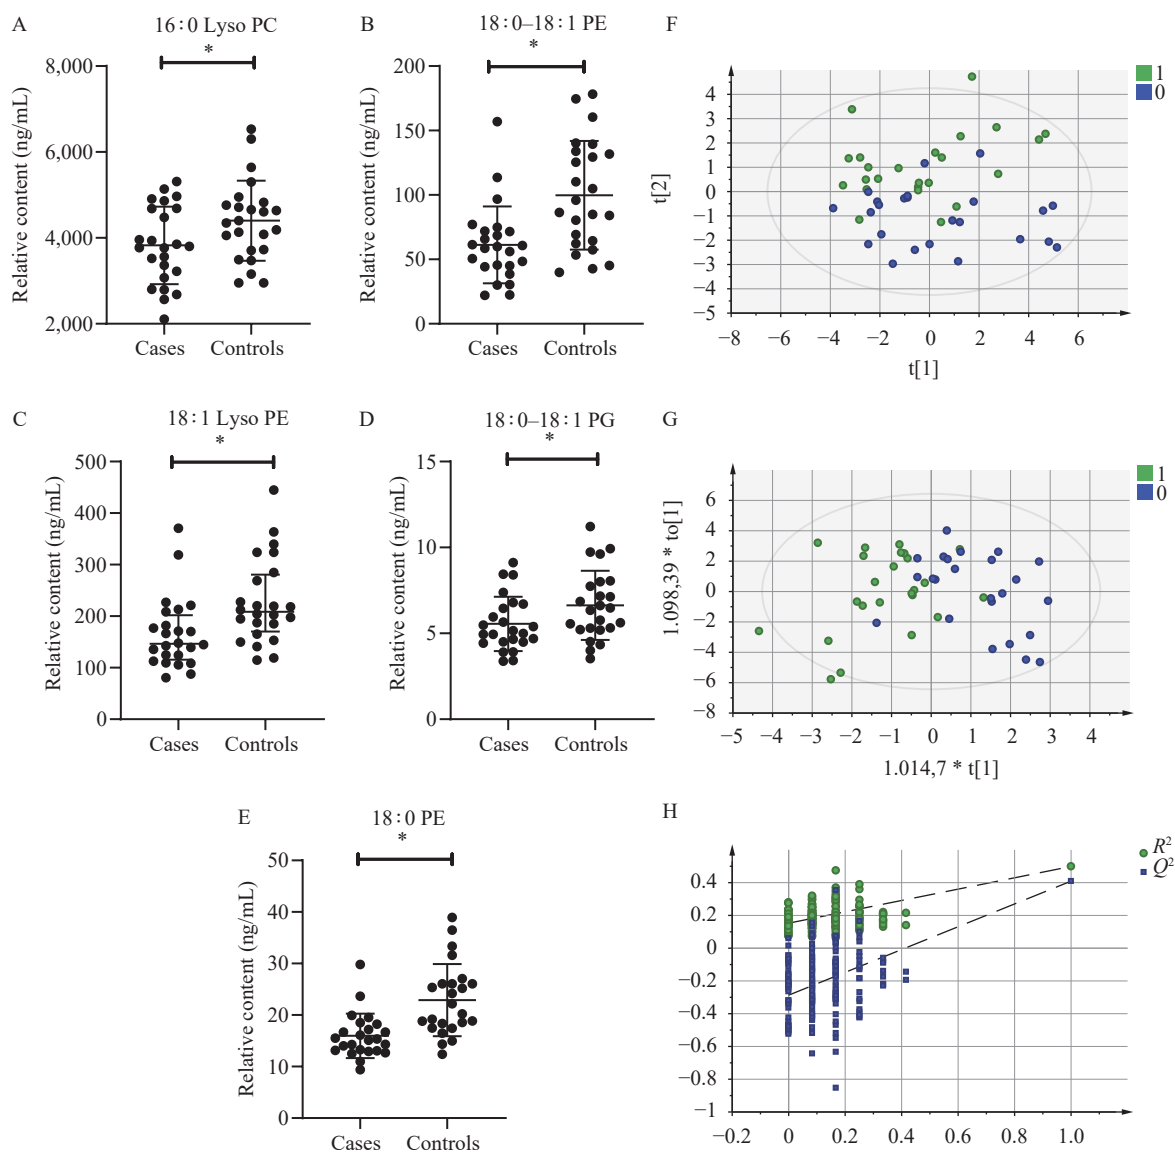 A
16:0 Lyso PC
*
Relative content (ng/mL)
8,000
6,000
4,000
2,000
Cases
Controls
B
18:0–18:1 PE
*
Relative content (ng/mL)
200
150
100
50
0
Cases
Controls
F
1
0
t[2]
4
3
2
1
0
−1
−2
−3
−4
−5
−8
−6
−4
−2
0
2
4
6
t[1]
C
18:1 Lyso PE
*
Relative content (ng/mL)
500
400
300
200
100
0
Cases
Controls
D
18:0–18:1 PG
*
Relative content (ng/mL)
15
10
5
0
Cases
Controls
G
1
0
1.098,39 * to[1]
6
4
2
0
−2
−4
−6
−8
−5
−4
−3
−2
−1
0
1
2
3
4
1.014,7 * t[1]
E
18:0 PE
*
Relative content (ng/mL)
50
40
30
20
10
0
Cases
Controls
H
R²
Q²
0.4
0.2
0
−0.2
−0.4
−0.6
−0.8
−1
−0.2
0
0.2
0.4
0.6
0.8
1.0